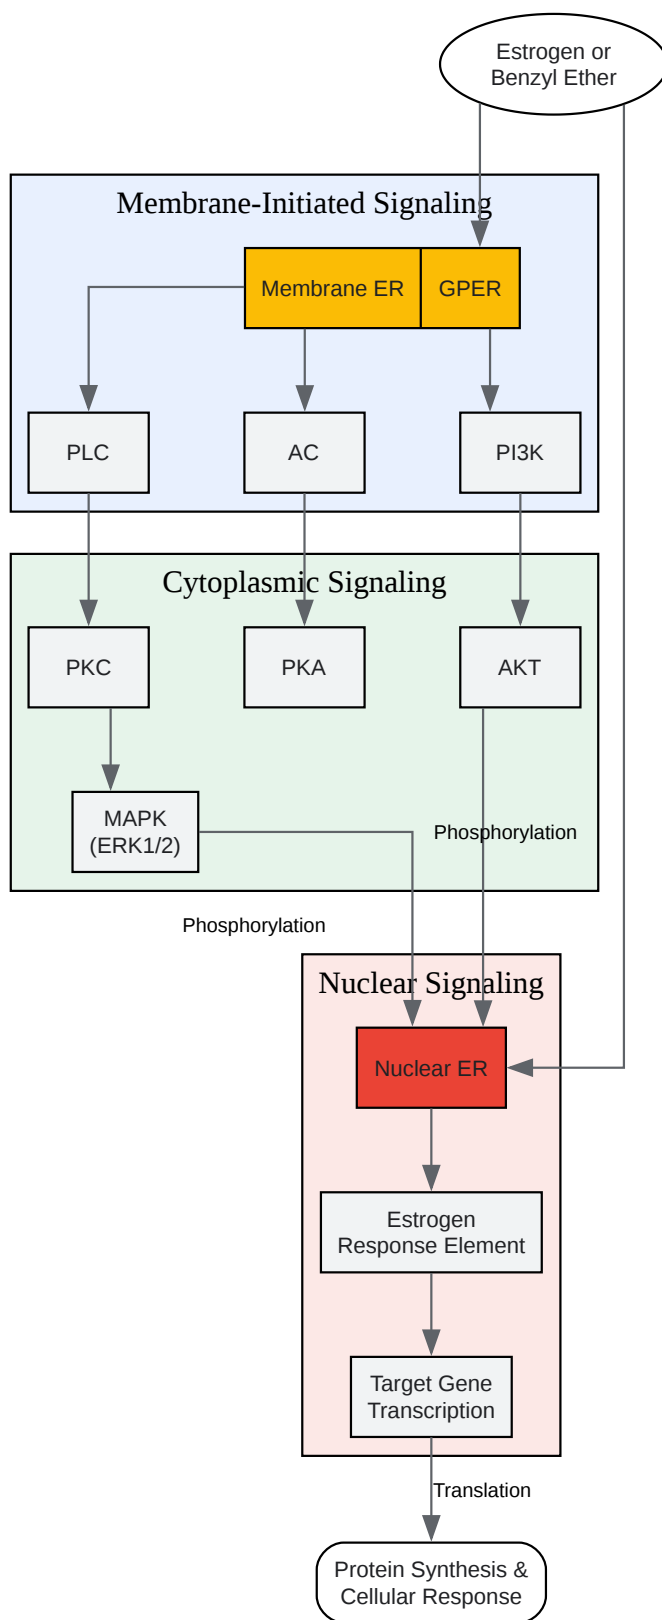 Estrogen or
Benzyl Ether
Membrane-Initiated Signaling
Membrane ER
GPER
PLC
AC
PI3K
Cytoplasmic Signaling
PKC
PKA
AKT
MAPK
(ERK1/2)
Phosphorylation
Phosphorylation
Nuclear Signaling
Nuclear ER
Estrogen
Response Element
Target Gene
Transcription
Translation
Protein Synthesis &
Cellular Response